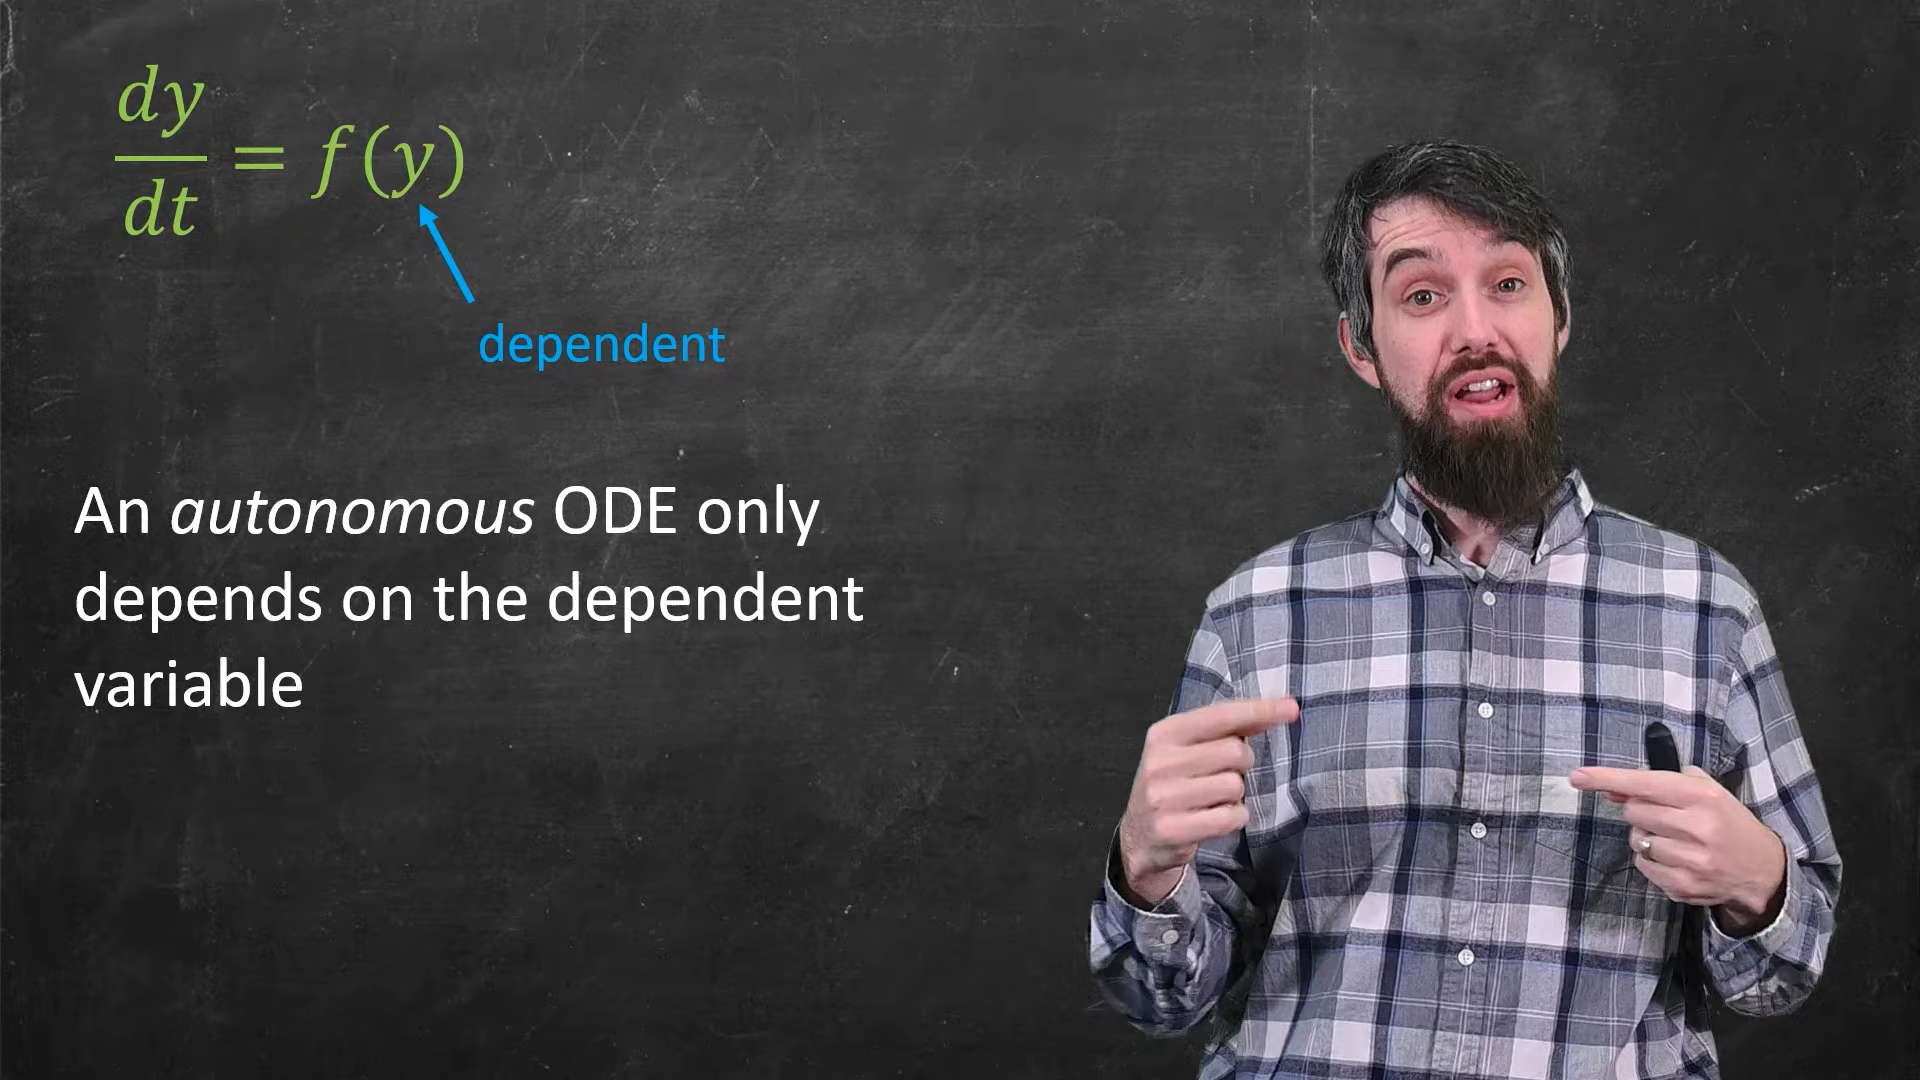 dy/dt = f(y)
dependent
An autonomous ODE only
depends on the dependent
variable